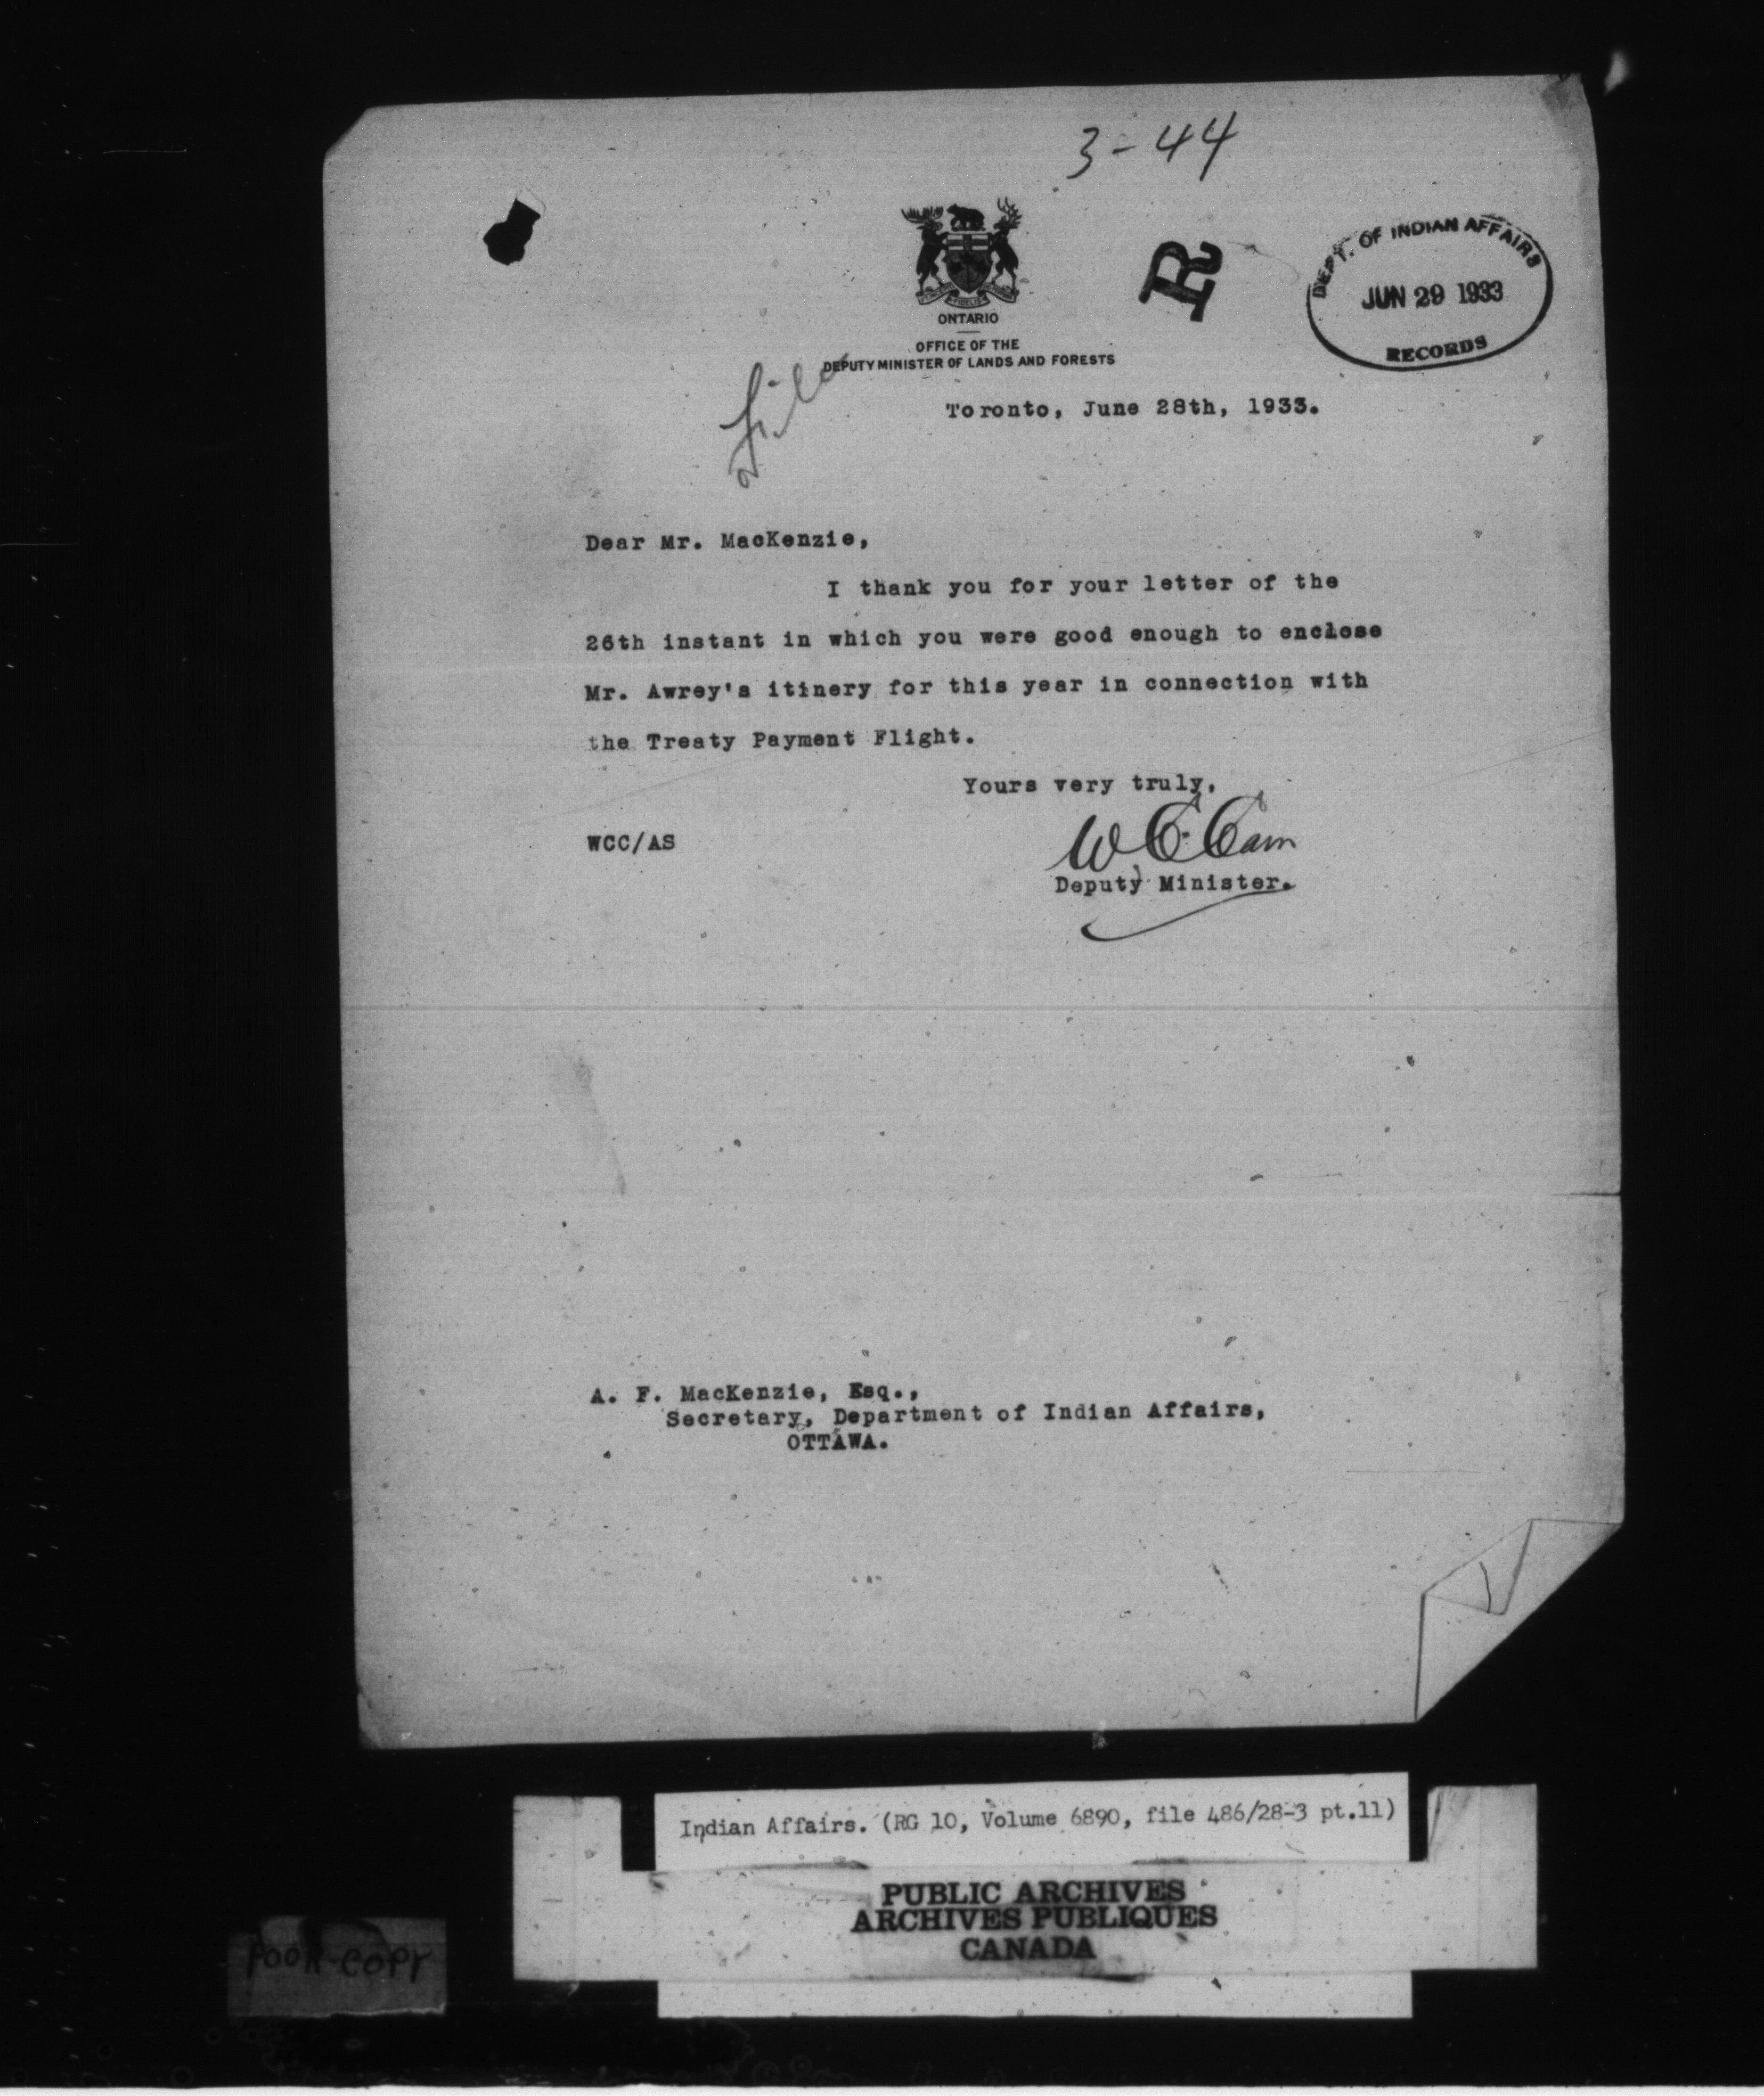 3-44
R
DEPT. OF INDIAN AFFAIRS
JUN 29 1933
RECORDS
FIDELIS
ONTARIO
OFFICE OF THE
DEPUTY MINISTER OF LANDS AND FORESTS
File
Toronto, June 28th, 1933.
Dear Mr. MacKenzie,
I thank you for your letter of the
26th instant in which you were good enough to enclose
Mr. Awrey's itinery for this year in connection with
the Treaty Payment Flight.
Yours very truly,
WCC/AS
W C. Cain
Deputy Minister.
A. F. MacKenzie, Esq.,
Secretary, Department of Indian Affairs,
OTTAWA.
Indian Affairs. (RG 10, Volume 6890, file 486/28-3 pt.11)
PUBLIC ARCHIVES
ARCHIVES PUBLIQUES
CANADA
POOR COPY